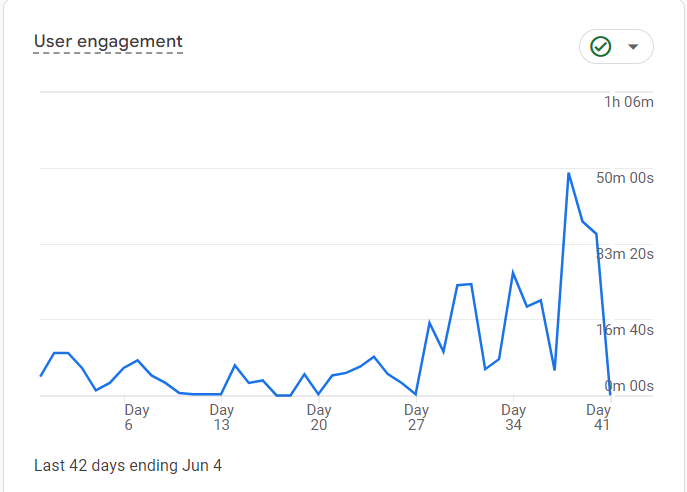 User engagement
1h 06m
50m 00s
33m 20s
16m 40s
0m 00s
Day Day Day Day Day Day
6 13 20 27 34 41
Last 42 days ending Jun 4